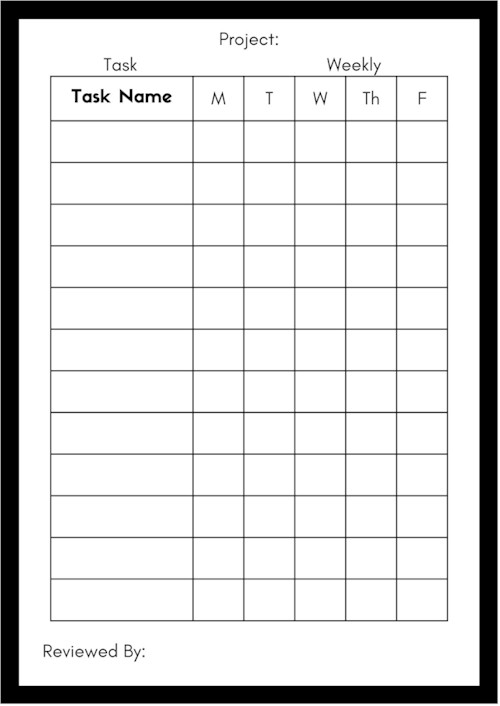 Project:
Task Weekly
Task Name M T W Th F
Reviewed By: